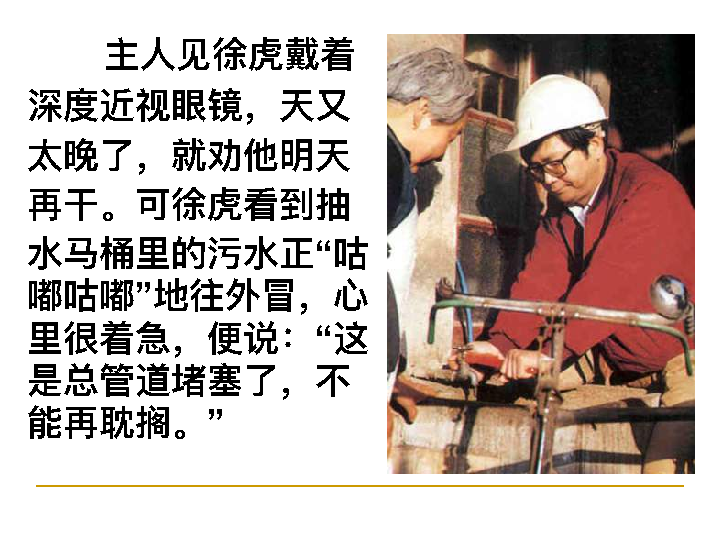 主人见徐虎戴着
深度近视眼镜，天又
太晚了，就劝他明天
再干。可徐虎看到抽
水马桶里的污水正“咕
嘟咕嘟”地往外冒，心
里很着急，便说：“这
是总管道堵塞了，不
能再耽搁。”